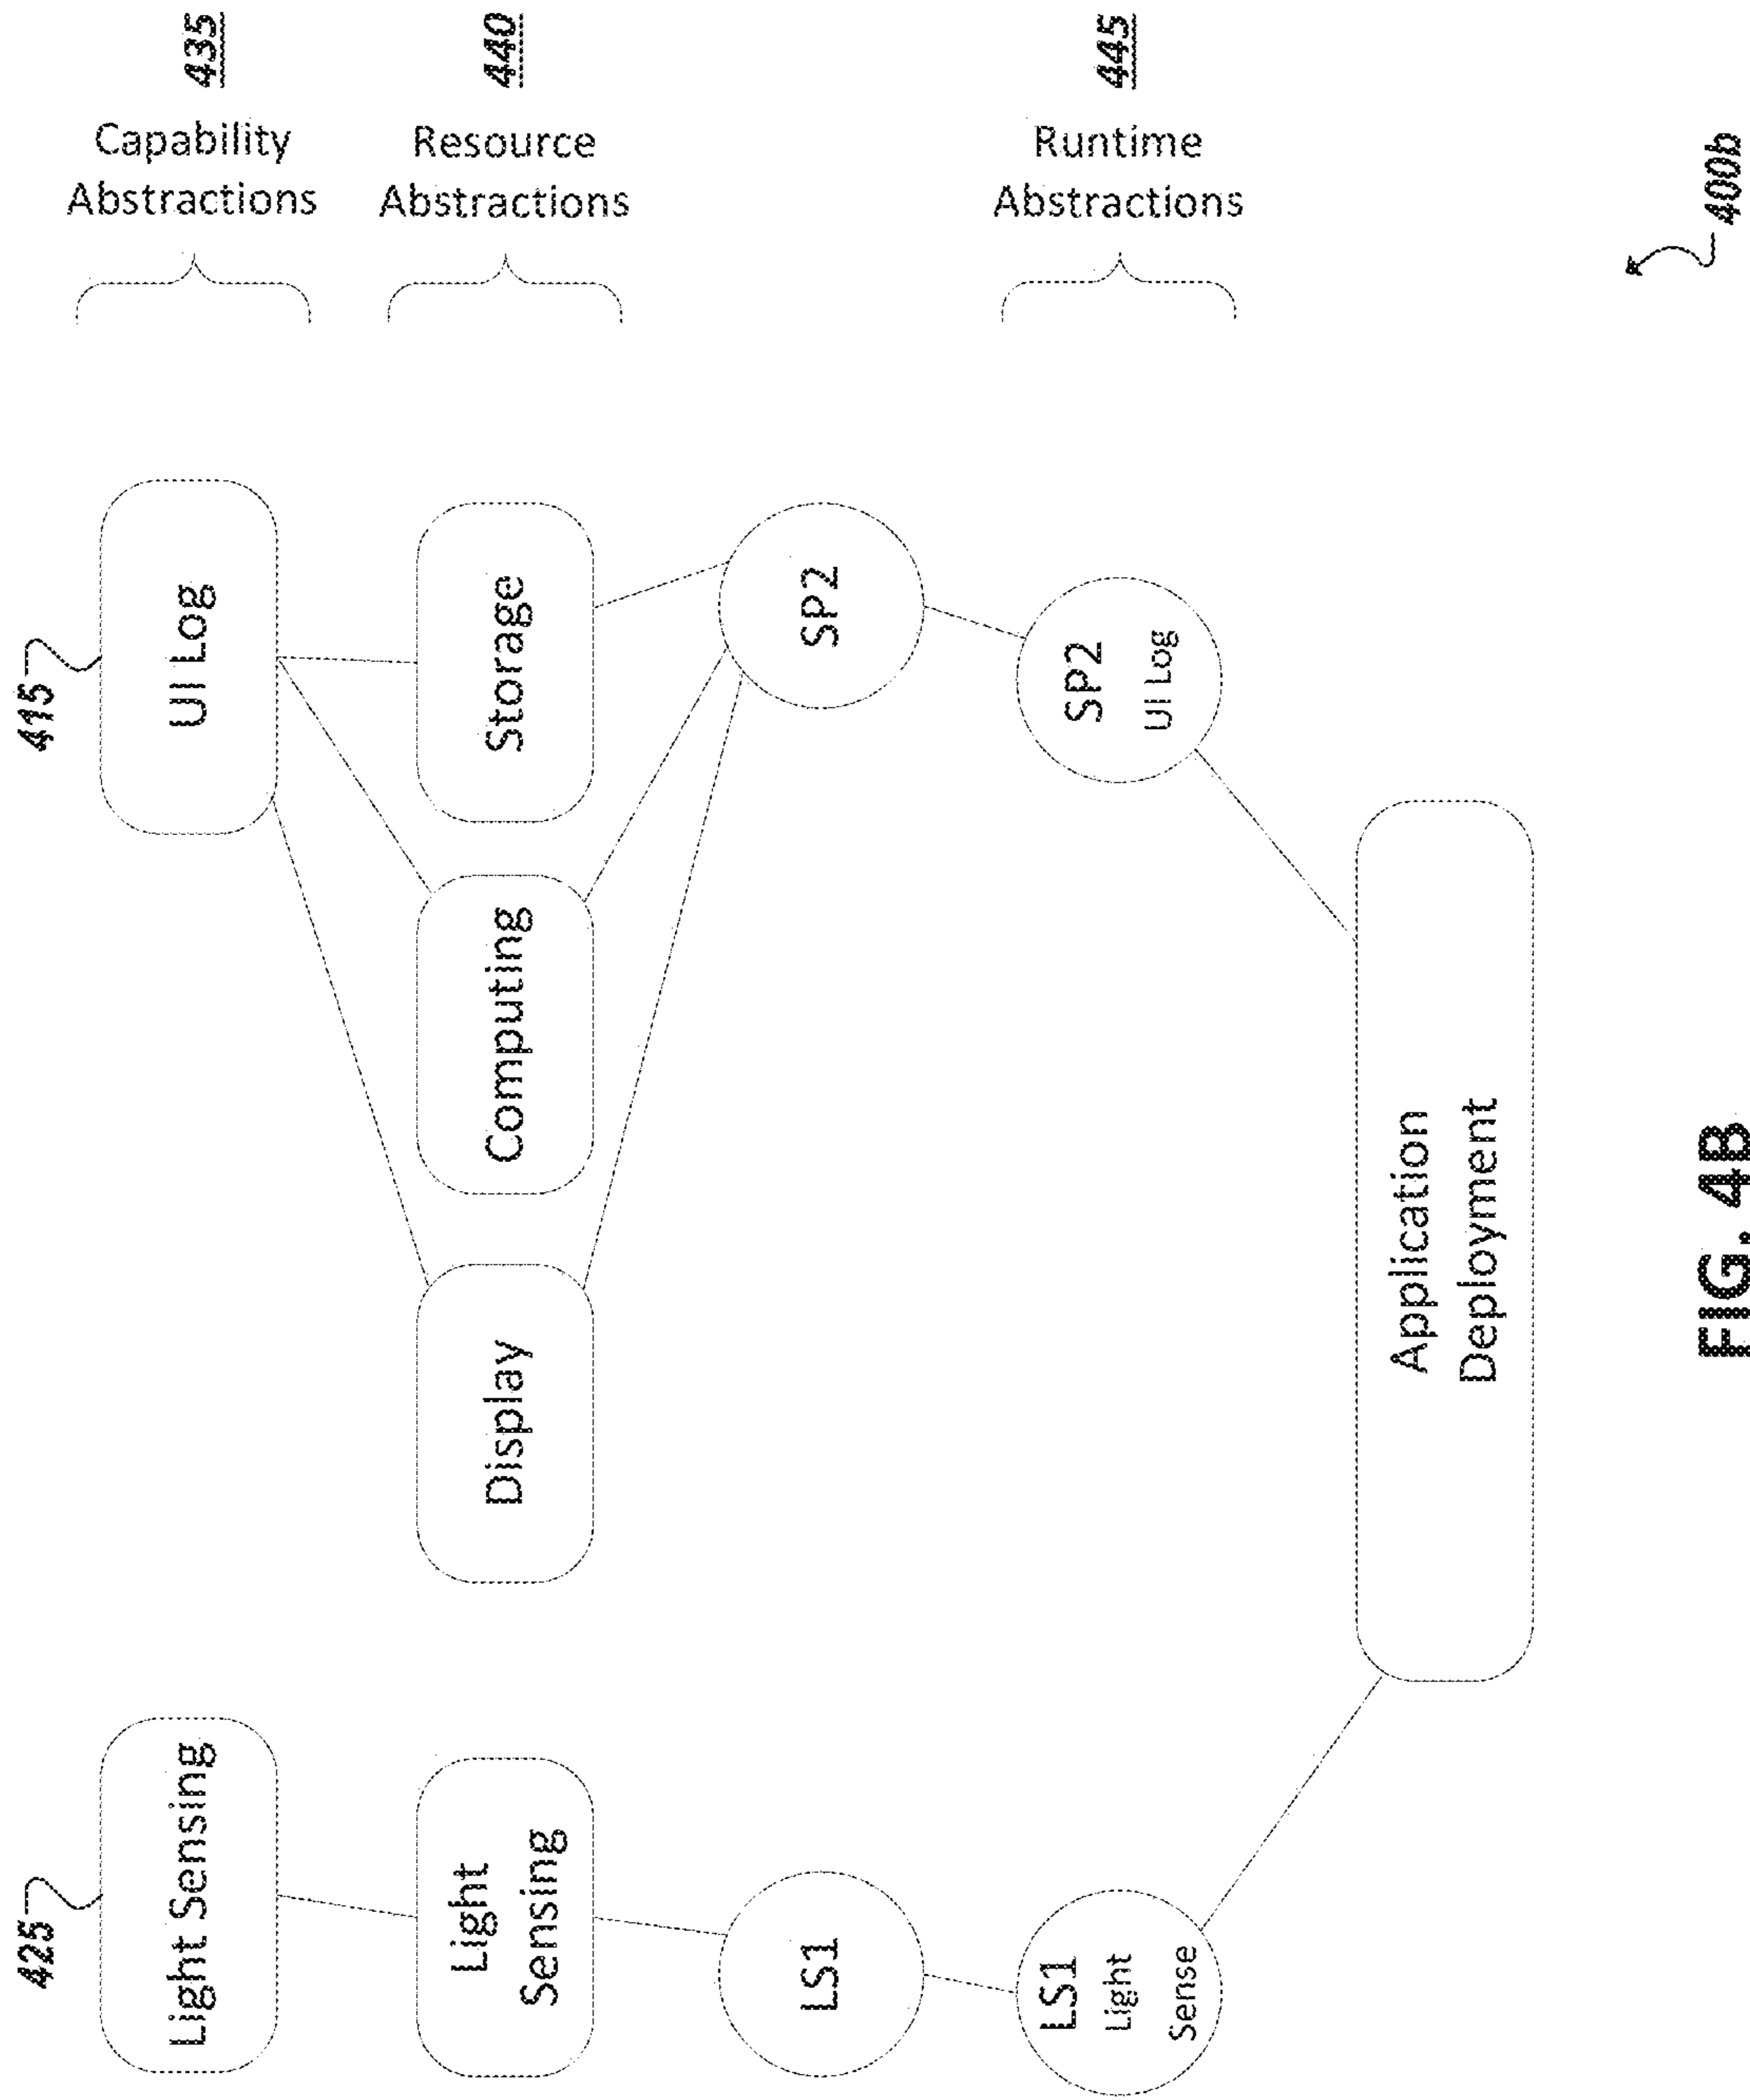 425
415
Light Sensing
UI Log
Capability
Abstractions
435
Light
Sensing
Display
Computing
Storage
Resource
Abstractions
440
LS1
SP2
LS1
Light
Sense
SP2
UI Log
Runtime
Abstractions
445
Application
Deployment
400b
FIG. 4B